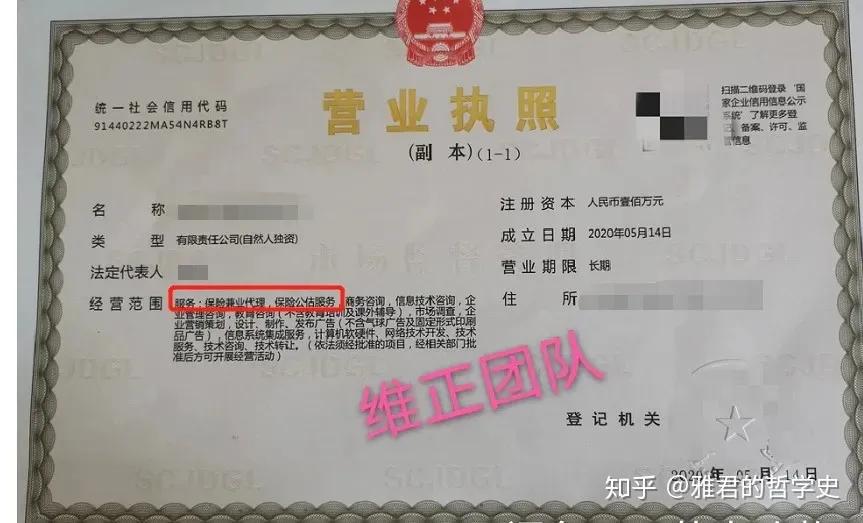 统一社会信用代码
91440222MA54N4RB8T
营业执照
(副 本)(1-1)
扫描二维码登录‘国
家企业信用信息公示
系统’了解更多登
记、备案、许可、监
管信息
名 称
类 型 有限责任公司(自然人独资)
法定代表人
经营范围 服务：保险兼业代理，保险公估服务，商务咨询，信息技术咨询，企
业管理咨询，教育咨询（不含教育培训及课外辅导），市场调查，企
业营销策划，设计、制作、发布广告（不含气球广告及固定形式印刷
品广告），信息系统集成服务，计算机软硬件、网络技术开发、技术
服务、技术咨询、技术转让。（依法须经批准的项目，经相关部门批
准后方可开展经营活动）
注册资本 人民币壹佰万元
成立日期 2020年05月14日
营业期限 长期
住 所
维正团队
登记机关
2020年 05月 14日
知乎 @雅君的哲学史
SCJDGL